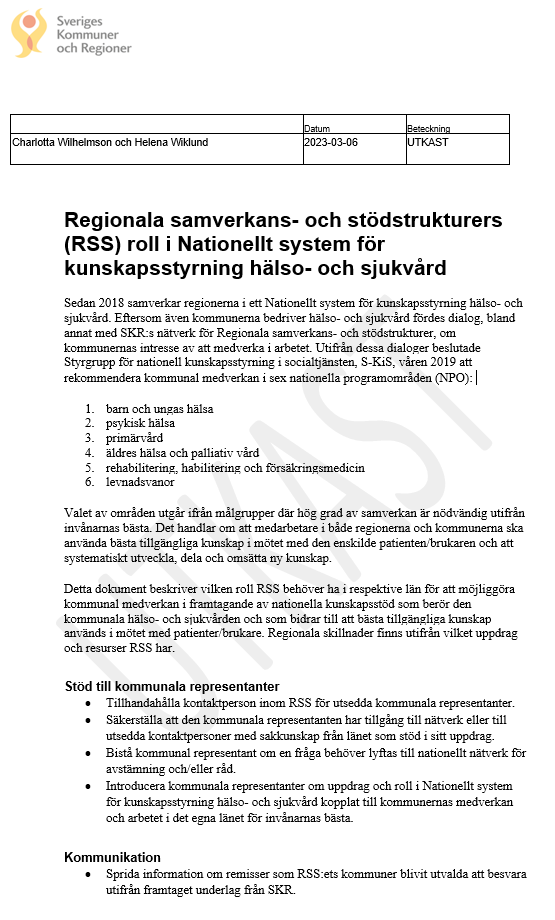 Sveriges
Kommuner
och Regioner
Datum
Beteckning
Charlotta Wilhelmson och Helena Wiklund
2023-03-06
UTKAST
Regionala samverkans- och stödstrukturers
(RSS) roll i Nationellt system för
kunskapsstyrning hälso- och sjukvård
Sedan 2018 samverkar regionerna i ett Nationellt system för kunskapsstyrning hälso- och
sjukvård. Eftersom även kommunerna bedriver hälso- och sjukvård fördes dialog, bland
annat med SKR:s nätverk för Regionala samverkans- och stödstrukturer, om
kommunernas intresse av att medverka i arbetet. Utifrån dessa dialoger beslutade
Styrgrupp för nationell kunskapsstyrning i socialtjänsten, S-KiS, våren 2019 att
rekommendera kommunal medverkan i sex nationella programområden (NPO):
1. barn och ungas hälsa
2. psykisk hälsa
3. primärvård
4. äldres hälsa och palliativ vård
5. rehabilitering, habilitering och försäkringsmedicin
6. levnadsvanor
Valet av områden utgår ifrån målgrupper där hög grad av samverkan är nödvändig utifrån
invånarnas bästa. Det handlar om att medarbetare i både regionerna och kommunerna ska
använda bästa tillgängliga kunskap i mötet med den enskilde patienten/brukaren och att
systematiskt utveckla, dela och omsätta ny kunskap.
Detta dokument beskriver vilken roll RSS behöver ha i respektive län för att möjliggöra
kommunal medverkan i framtagande av nationella kunskapsstöd som berör den
kommunala hälso- och sjukvården och som bidrar till att bästa tillgängliga kunskap
används i mötet med patienter/brukare. Regionala skillnader finns utifrån vilket uppdrag
och resurser RSS har.
Stöd till kommunala representanter
• Tillhandahålla kontaktperson inom RSS för utsedda kommunala representanter.
• Säkerställa att den kommunala representanten har tillgång till nätverk eller till
utsedda kontaktpersoner med sakkunskap från länet som stöd i sitt uppdrag.
• Bistå kommunal representant om en fråga behöver lyftas till nationellt nätverk för
avstämning och/eller råd.
• Introducera kommunala representanter om uppdrag och roll i Nationellt system
för kunskapsstyrning hälso- och sjukvård kopplat till kommunernas medverkan
och arbetet i det egna länet för invånarnas bästa.
Kommunikation
• Sprida information om remisser som RSS:ets kommuner blivit utvalda att besvara
utifrån framtaget underlag från SKR.
UTKAST